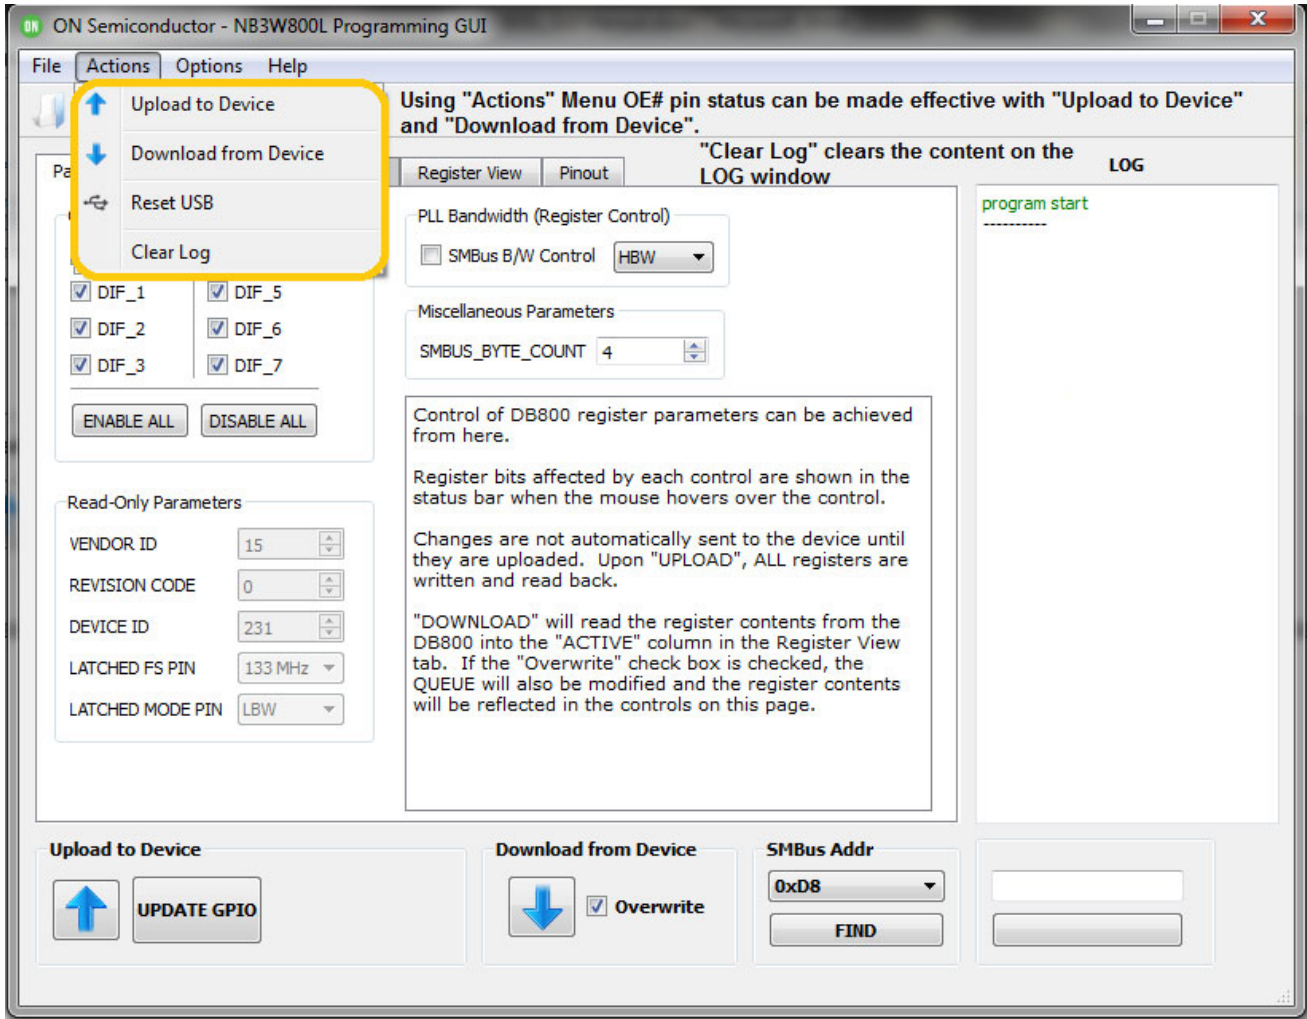 ON Semiconductor - NB3W800L Programming GUI
File Actions Options Help
Upload to Device
Download from Device
Reset USB
Clear Log
Using "Actions" Menu OE# pin status can be made effective with "Upload to Device"
and "Download from Device".
"Clear Log" clears the content on the
LOG window
LOG
Register View Pinout
program start
----------
PLL Bandwidth (Register Control)
SMBus B/W Control HBW
DIF_1 DIF_5
DIF_2 DIF_6
DIF_3 DIF_7
ENABLE ALL DISABLE ALL
Miscellaneous Parameters
SMBUS_BYTE_COUNT 4
Control of DB800 register parameters can be achieved
from here.
Register bits affected by each control are shown in the
status bar when the mouse hovers over the control.
Changes are not automatically sent to the device until
they are uploaded. Upon "UPLOAD", ALL registers are
written and read back.
"DOWNLOAD" will read the register contents from the
DB800 into the "ACTIVE" column in the Register View
tab. If the "Overwrite" check box is checked, the
QUEUE will also be modified and the register contents
will be reflected in the controls on this page.
Read-Only Parameters
VENDOR ID 15
REVISION CODE 0
DEVICE ID 231
LATCHED FS PIN 133 MHz
LATCHED MODE PIN LBW
Upload to Device
UPDATE GPIO
Download from Device
Overwrite
SMBus Addr
0xD8
FIND